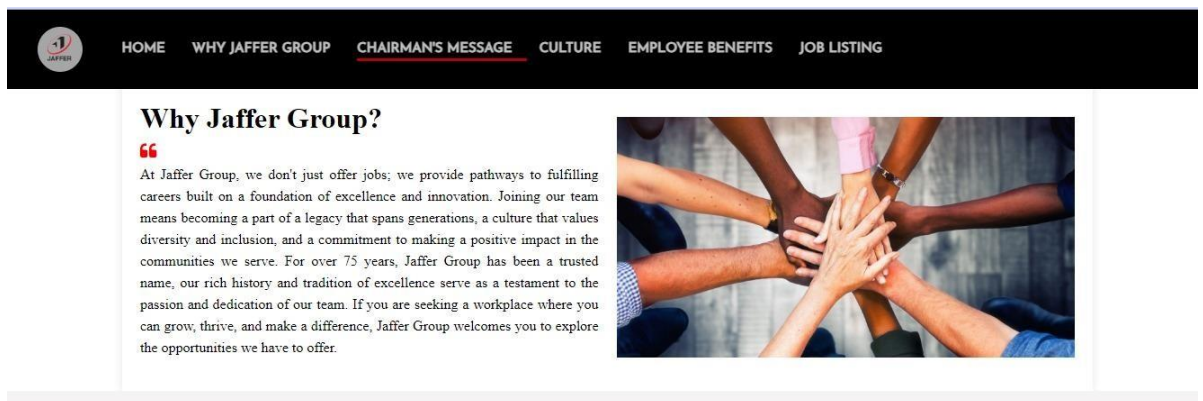 JAFFER
HOME WHY JAFFER GROUP CHAIRMAN'S MESSAGE CULTURE EMPLOYEE BENEFITS JOB LISTING
Why Jaffer Group?
“
At Jaffer Group, we don't just offer jobs; we provide pathways to fulfilling
careers built on a foundation of excellence and innovation. Joining our team
means becoming a part of a legacy that spans generations, a culture that values
diversity and inclusion, and a commitment to making a positive impact in the
communities we serve. For over 75 years, Jaffer Group has been a trusted
name, our rich history and tradition of excellence serve as a testament to the
passion and dedication of our team. If you are seeking a workplace where you
can grow, thrive, and make a difference, Jaffer Group welcomes you to explore
the opportunities we have to offer.